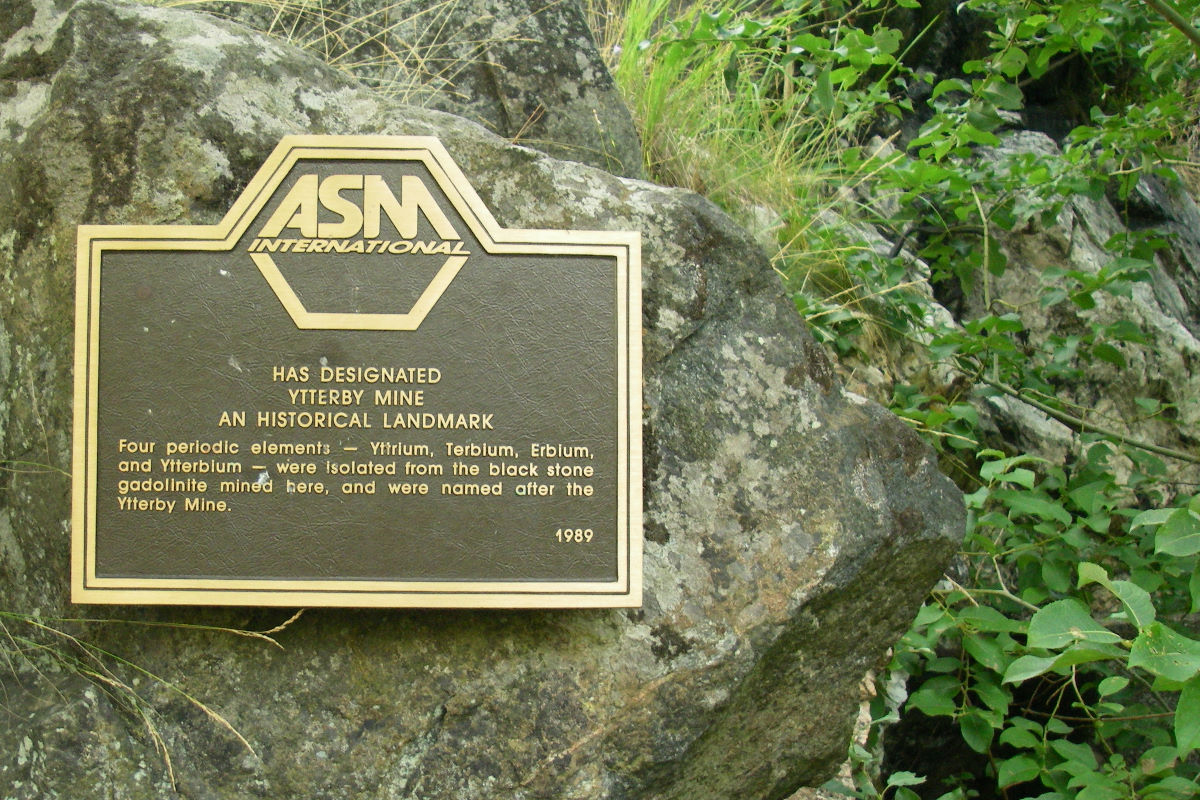 ASM
INTERNATIONAL
HAS DESIGNATED
YTTERBY MINE
AN HISTORICAL LANDMARK
Four periodic elements — Yttrium, Terbium, Erbium,
and Ytterbium — were isolated from the black stone
gadolinite mined here, and were named after the
Ytterby Mine.
1989